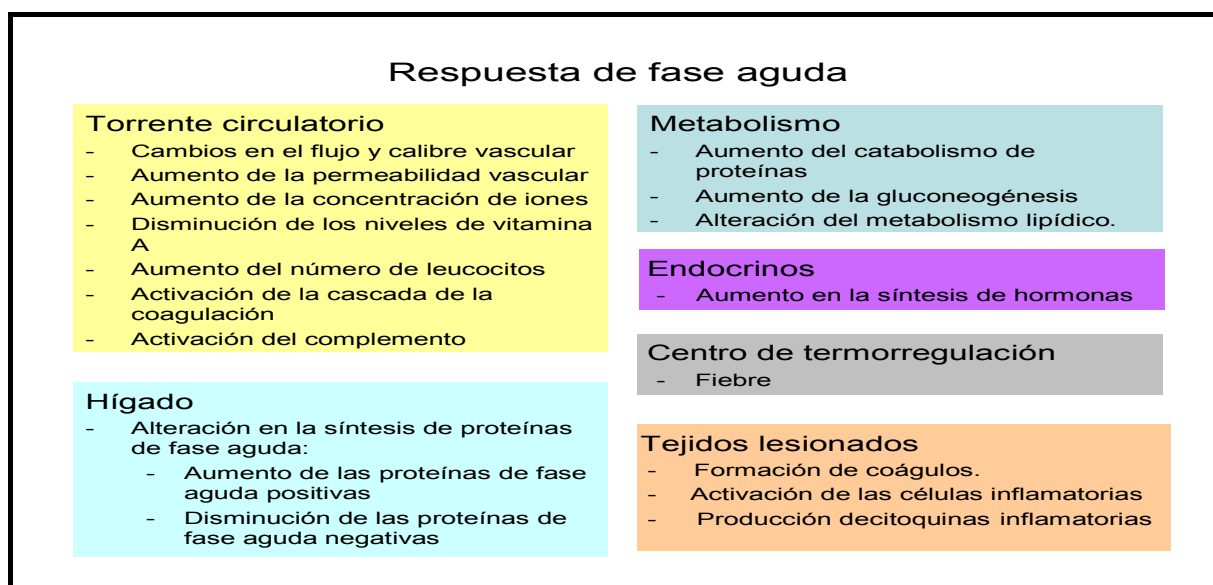 Respuesta de fase aguda
Torrente circulatorio
- Cambios en el flujo y calibre vascular
- Aumento de la permeabilidad vascular
- Aumento de la concentración de iones
- Disminución de los niveles de vitamina
A
- Aumento del número de leucocitos
- Activación de la cascada de la
coagulación
- Activación del complemento
Hígado
- Alteración en la síntesis de proteínas
de fase aguda:
- Aumento de las proteínas de fase
aguda positivas
- Disminución de las proteínas de
fase aguda negativas
Metabolismo
- Aumento del catabolismo de
proteínas
- Aumento de la gluconeogénesis
- Alteración del metabolismo lipídico.
Endocrinos
- Aumento en la síntesis de hormonas
Centro de termorregulación
- Fiebre
Tejidos lesionados
- Formación de coágulos.
- Activación de las células inflamatorias
- Producción decitoquinas inflamatorias